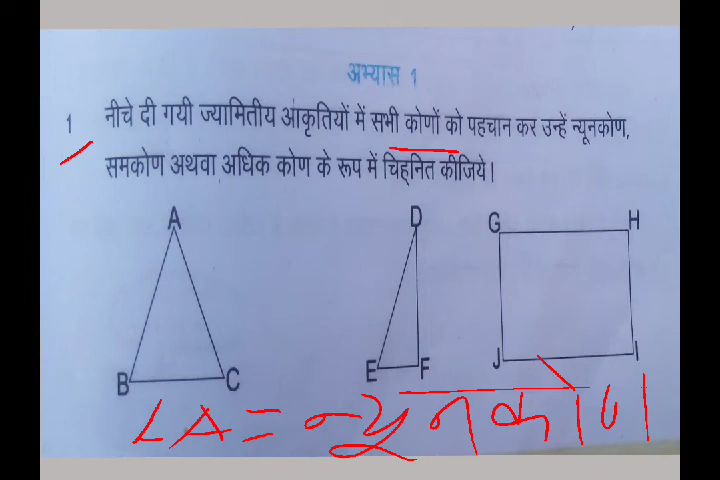 अभ्यास 1
1 नीचे दी गयी ज्यामितीय आकृतियों में सभी कोणों को पहचान कर उन्हें न्यूनकोण,
समकोण अथवा अधिक कोण के रूप में चिह्नित कीजिये।
A
D
G H
B C
E F
J I
∠A = न्यूनकोण